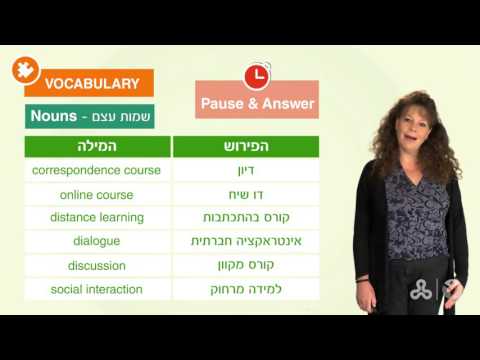 VOCABULARY
Pause & Answer
Nouns - שמות עצם
המילה הפירוש
correspondence course דיון
online course דו שיח
distance learning קורס בהתכתבות
dialogue אינטראקציה חברתית
discussion קורס מקוון
social interaction למידה מרחוק